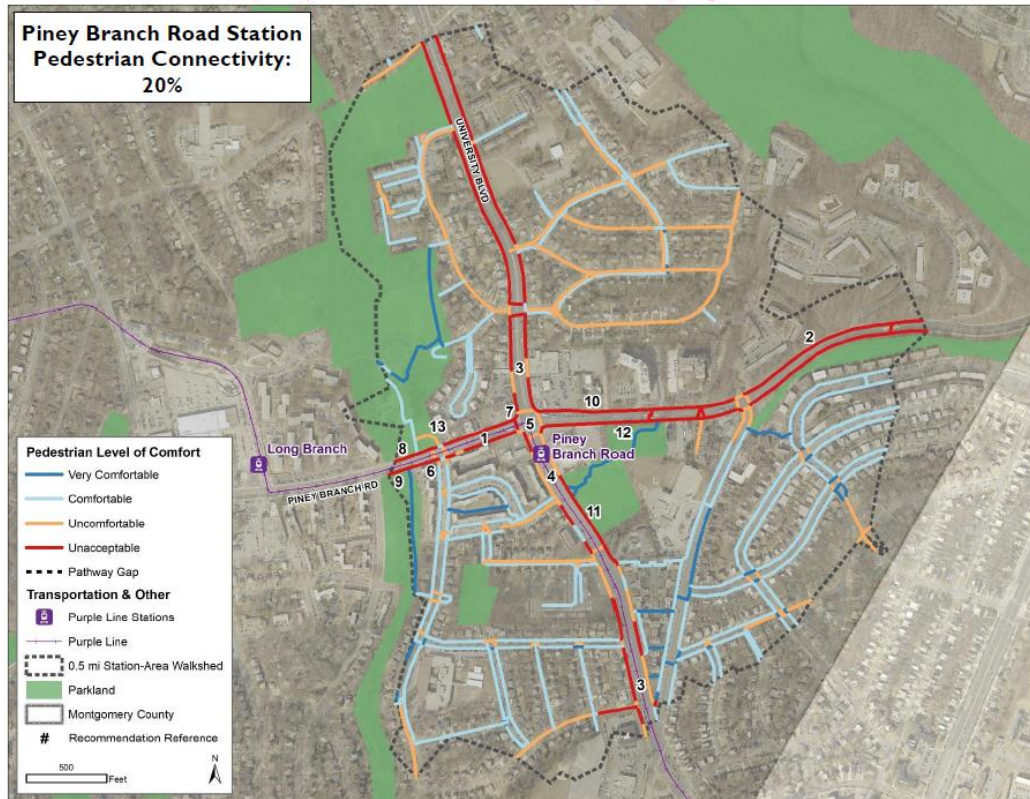 Piney Branch Road Station
Pedestrian Connectivity:
20%
UNIVERSITY BLVD
2
3
10
7
5
12
13
1
Piney
Branch Road
8
Long Branch
6
4
9
PINEY BRANCH RD
11
3
Pedestrian Level of Comfort
Very Comfortable
Comfortable
Uncomfortable
Unacceptable
Pathway Gap
Transportation & Other
Purple Line Stations
Purple Line
0.5 mi Station-Area Walkshed
Parkland
Montgomery County
# Recommendation Reference
500
Feet
N